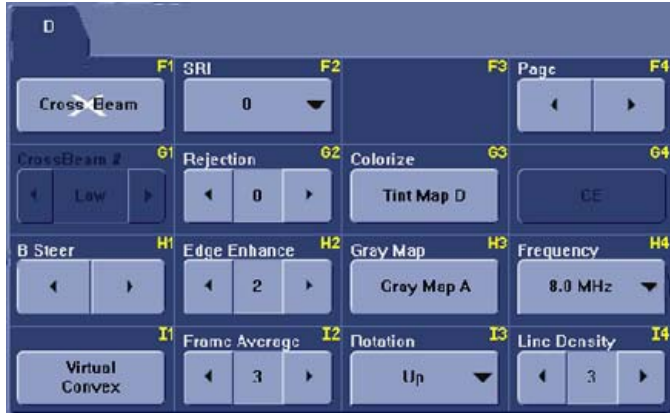 D
F1 SRI F2 F3 Page F4
Cross Beam 0
CrossBeam # G1 Rejection G2 Colorize G3 G4
Low 0 Tint Map D CE
B Steer H1 Edge Enhance H2 Gray Map H3 Frequency H4
2 Gray Map A 8.0 MHz
I1 Frame Average I2 Rotation I3 Line Density I4
Virtual
Convex 3 Up 3